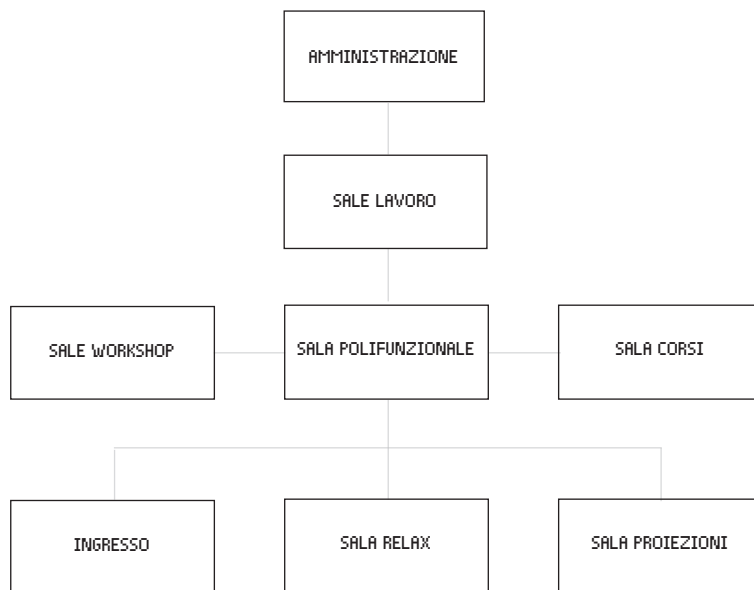 AMMINISTRAZIONE
SALE LAVORO
SALE WORKSHOP
SALA POLIFUNZIONALE
SALA CORSI
INGRESSO
SALA RELAX
SALA PROIEZIONI